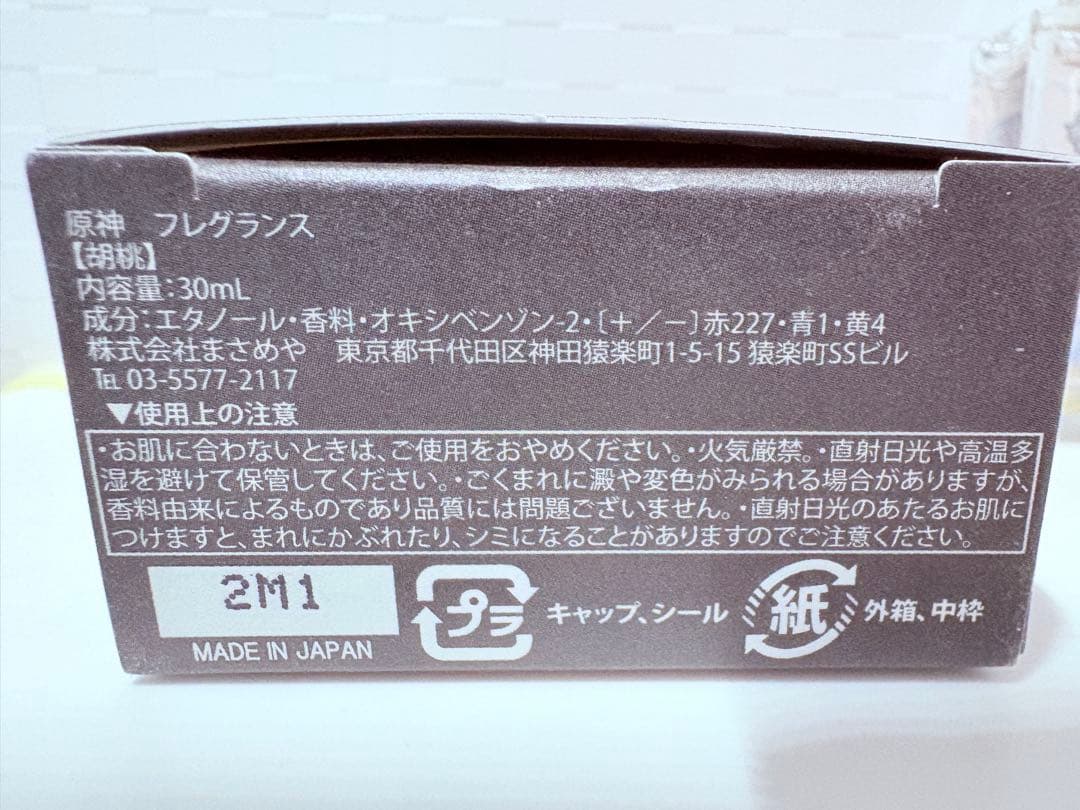 原神　フレグランス
【胡桃】
内容量：30mL
成分：エタノール・香料・オキシベンゾン-2・〔＋／－〕赤227・青1・黄4
株式会社まさめや　東京都千代田区神田猿楽町1-5-15 猿楽町SSビル
℡ 03-5577-2117
▼使用上の注意
・お肌に合わないときは、ご使用をおやめください。・火気厳禁。・直射日光や高温多
湿を避けて保管してください。・ごくまれに澱や変色がみられる場合がありますが、
香料由来によるものであり品質には問題ございません。・直射日光のあたるお肌に
つけますと、まれにかぶれたり、シミになることがありますのでご注意ください。
2M1
MADE IN JAPAN
プラ
キャップ、シール
紙
外箱、中枠